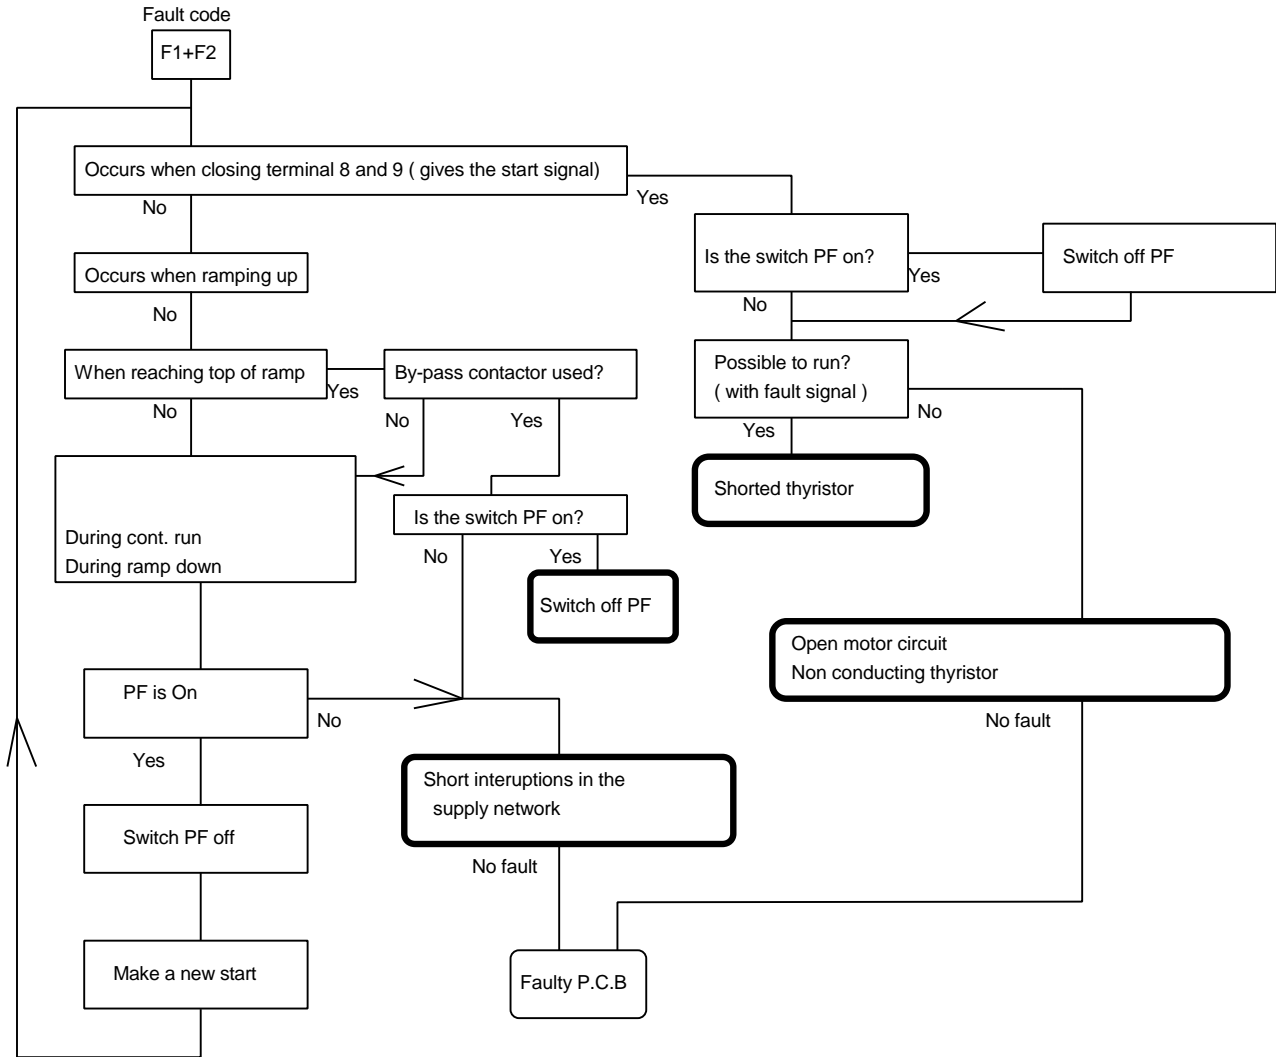 Fault code
F1+F2
Occurs when closing terminal 8 and 9 ( gives the start signal)
No
Yes
Is the switch PF on?
Yes
Switch off PF
No
Occurs when ramping up
No
Possible to run?
( with fault signal )
No
Yes
Shorted thyristor
When reaching top of ramp
Yes
By-pass contactor used?
No
No
Yes
During cont. run
During ramp down
Is the switch PF on?
No
Yes
Switch off PF
Open motor circuit
Non conducting thyristor
No fault
PF is On
No
Yes
Short interuptions in the
supply network
No fault
Switch PF off
Make a new start
Faulty P.C.B